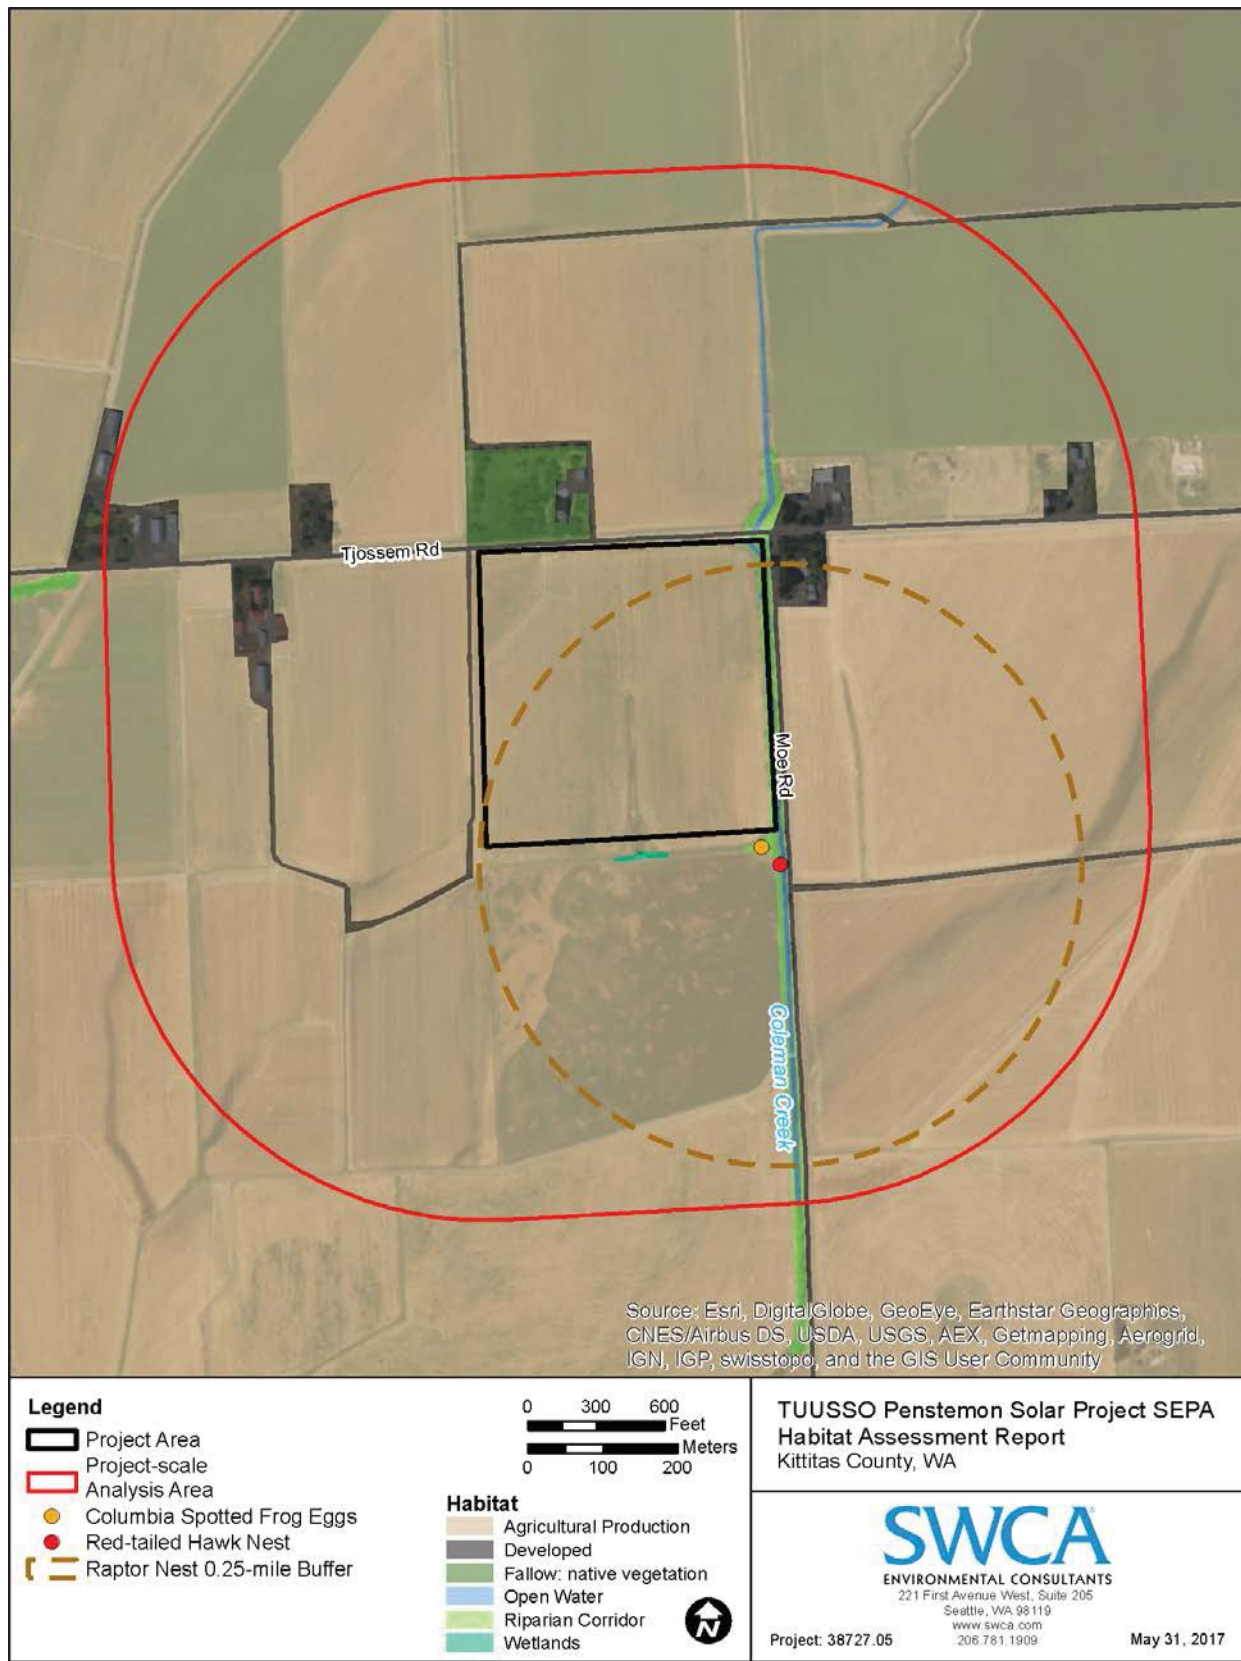 Tjossem Rd
Moe Rd
Coleman Creek
Source: Esri, DigitalGlobe, GeoEye, Earthstar Geographics,
CNES/Airbus DS, USDA, USGS, AEX, Getmapping, Aerogrid,
IGN, IGP, swisstopo, and the GIS User Community
Legend
Project Area
Project-scale
Analysis Area
Columbia Spotted Frog Eggs
Red-tailed Hawk Nest
Raptor Nest 0.25-mile Buffer
0 300 600
Feet
Meters
0 100 200
Habitat
Agricultural Production
Developed
Fallow: native vegetation
Open Water
Riparian Corridor
Wetlands
N
TUUSSO Penstemon Solar Project SEPA
Habitat Assessment Report
Kittitas County, WA
SWCA
ENVIRONMENTAL CONSULTANTS
221 First Avenue West, Suite 205
Seattle, WA 98119
www.swca.com
206.781.1909
Project: 38727.05
May 31, 2017